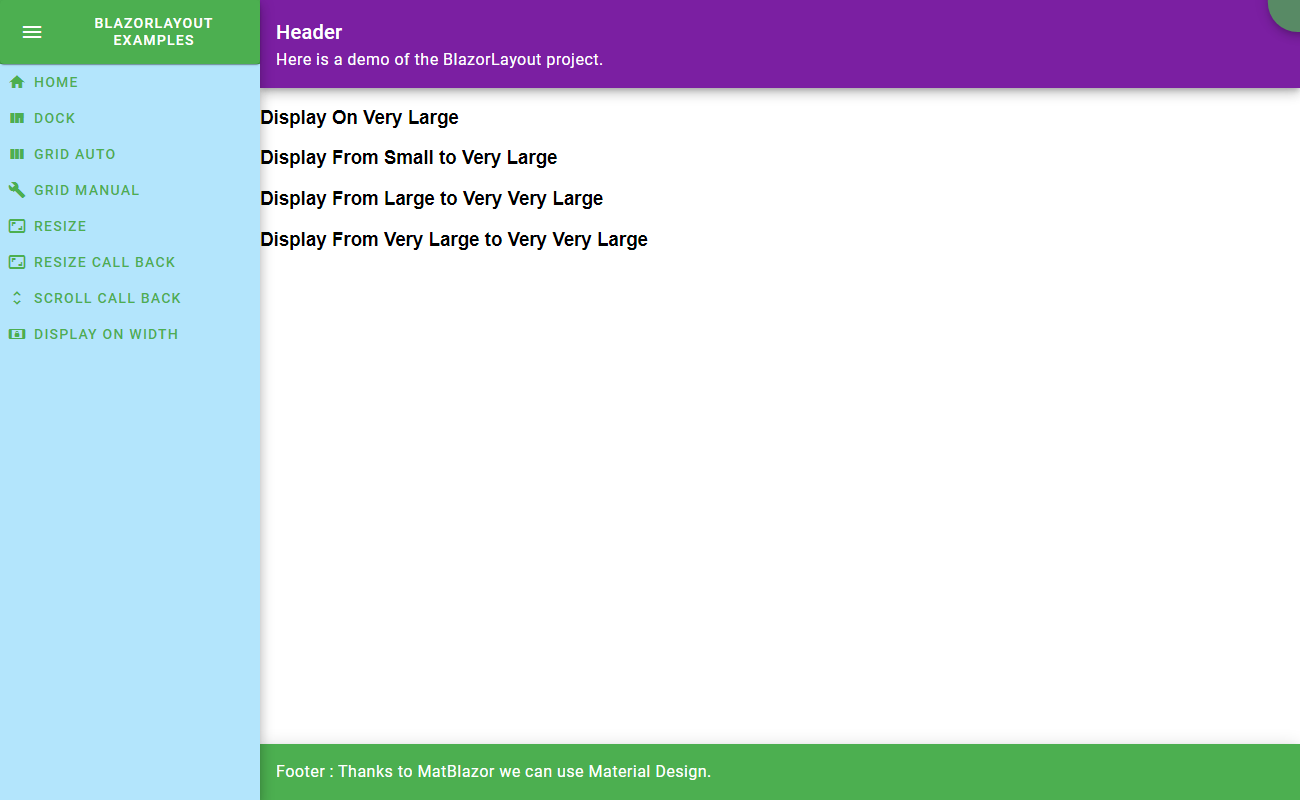 BLAZORLAYOUT
EXAMPLES
HOME
DOCK
GRID AUTO
GRID MANUAL
RESIZE
RESIZE CALL BACK
SCROLL CALL BACK
DISPLAY ON WIDTH
Header
Here is a demo of the BlazorLayout project.
Display On Very Large
Display From Small to Very Large
Display From Large to Very Very Large
Display From Very Large to Very Very Large
Footer : Thanks to MatBlazor we can use Material Design.